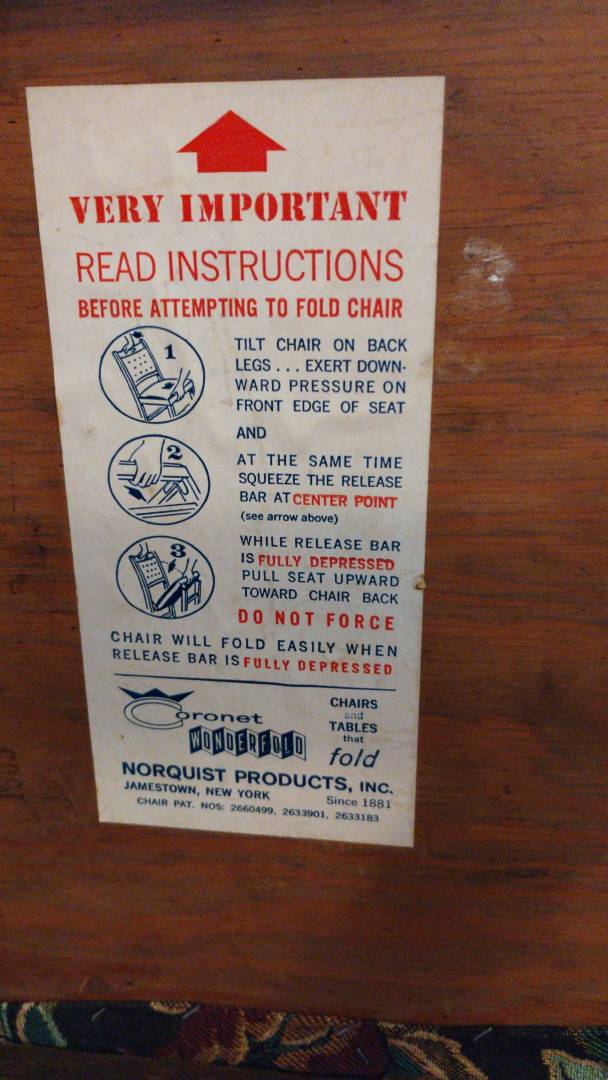 VERY IMPORTANT
READ INSTRUCTIONS
BEFORE ATTEMPTING TO FOLD CHAIR
1
TILT CHAIR ON BACK
LEGS . . . EXERT DOWN-
WARD PRESSURE ON
FRONT EDGE OF SEAT
AND
2
AT THE SAME TIME
SQUEEZE THE RELEASE
BAR AT CENTER POINT
(see arrow above)
3
WHILE RELEASE BAR
IS FULLY DEPRESSED
PULL SEAT UPWARD
TOWARD CHAIR BACK
DO NOT FORCE
CHAIR WILL FOLD EASILY WHEN
RELEASE BAR IS FULLY DEPRESSED
Coronet
WONDERFOLD
CHAIRS
and
TABLES
that
fold
NORQUIST PRODUCTS, INC.
JAMESTOWN, NEW YORK
Since 1881
CHAIR PAT. NOS: 2660499, 2633901, 2633183